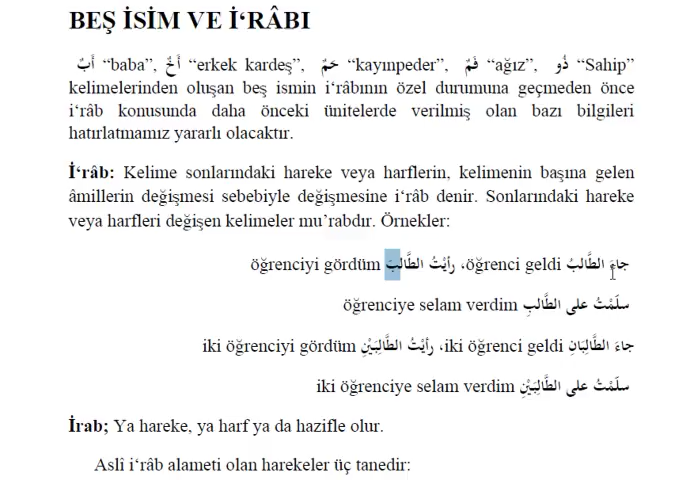 BEŞ İSİM VE İ‘RÂBI
أَبٌ “baba”, أَخٌ “erkek kardeş”, حَمٌ “kayınpeder”, فَمٌ “ağız”, ذُو “Sahip”
kelimelerinden oluşan beş ismin i‘râbının özel durumuna geçmeden önce
i‘râb konusunda daha önceki ünitelerde verilmiş olan bazı bilgileri
hatırlatmamız yararlı olacaktır.
İ‘râb: Kelime sonlarındaki hareke veya harflerin, kelimenin başına gelen
âmillerin değişmesi sebebiyle değişmesine i‘râb denir. Sonlarındaki hareke
veya harfleri değişen kelimeler mu’rabdır. Örnekler:
جاءَ الطَّالبُ öğrenci geldi، رأيْتُ الطَّالبَ öğrenciyi gördüm
سلَمْتُ على الطَّالبِ öğrenciye selam verdim
جاءَ الطَّالِبَانِ iki öğrenci geldi، رأيْتُ الطَّالِبَيْنِ iki öğrenciyi gördüm
سلَمْتُ على الطَّالِبَيْنِ iki öğrenciye selam verdim
İrab; Ya hareke, ya harf ya da hazifle olur.
Aslî i‘râb alameti olan harekeler üç tanedir: